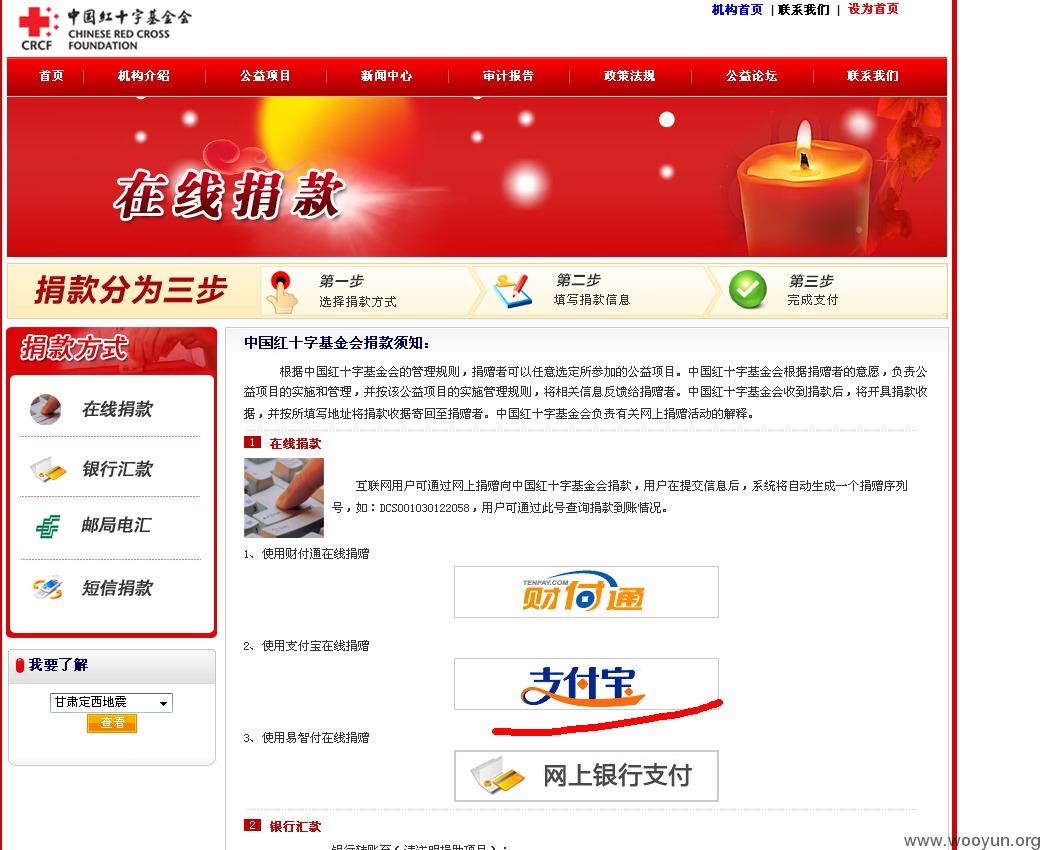 中国红十字基金会
CHINESE RED CROSS
CRCF FOUNDATION
机构首页 | 联系我们 | 设为首页
首页 机构介绍 公益项目 新闻中心 审计报告 政策法规 公益论坛 联系我们
在线捐款
捐款分为三步
第一步
选择捐款方式
第二步
填写捐款信息
第三步
完成支付
捐款方式
在线捐款
银行汇款
邮局电汇
短信捐款
我要了解
甘肃定西地震
查看
中国红十字基金会捐款须知：
根据中国红十字基金会的管理规则，捐赠者可以任意选定所参加的公益项目。中国红十字基金会根据捐赠者的意愿，负责公
益项目的实施和管理，并按该公益项目的实施管理规则，将相关信息反馈给捐赠者。中国红十字基金会收到捐款后，将开具捐款收
据，并按所填写地址将捐款收据寄回至捐赠者。中国红十字基金会负责有关网上捐赠活动的解释。
1 在线捐款
互联网用户可通过网上捐赠向中国红十字基金会捐款，用户在提交信息后，系统将自动生成一个捐赠序列
号，如：DCS001030122058，用户可通过此号查询捐款到账情况。
1、使用财付通在线捐赠
TENPAY.COM
财付通
2、使用支付宝在线捐赠
支付宝
3、使用易智付在线捐赠
网上银行支付
2 银行汇款
银行转账至（请注明捐助项目）：
www.wooyun.org